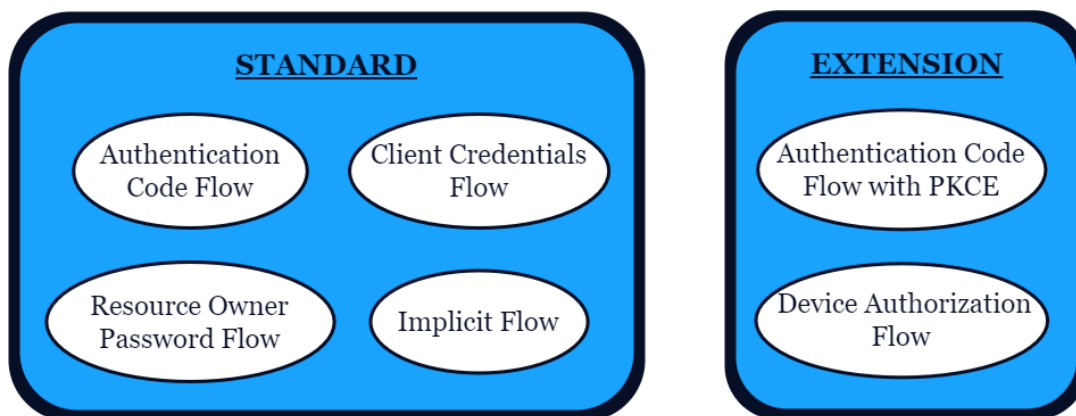 STANDARD
Authentication
Code Flow
Client Credentials
Flow
Resource Owner
Password Flow
Implicit Flow
EXTENSION
Authentication Code
Flow with PKCE
Device Authorization
Flow